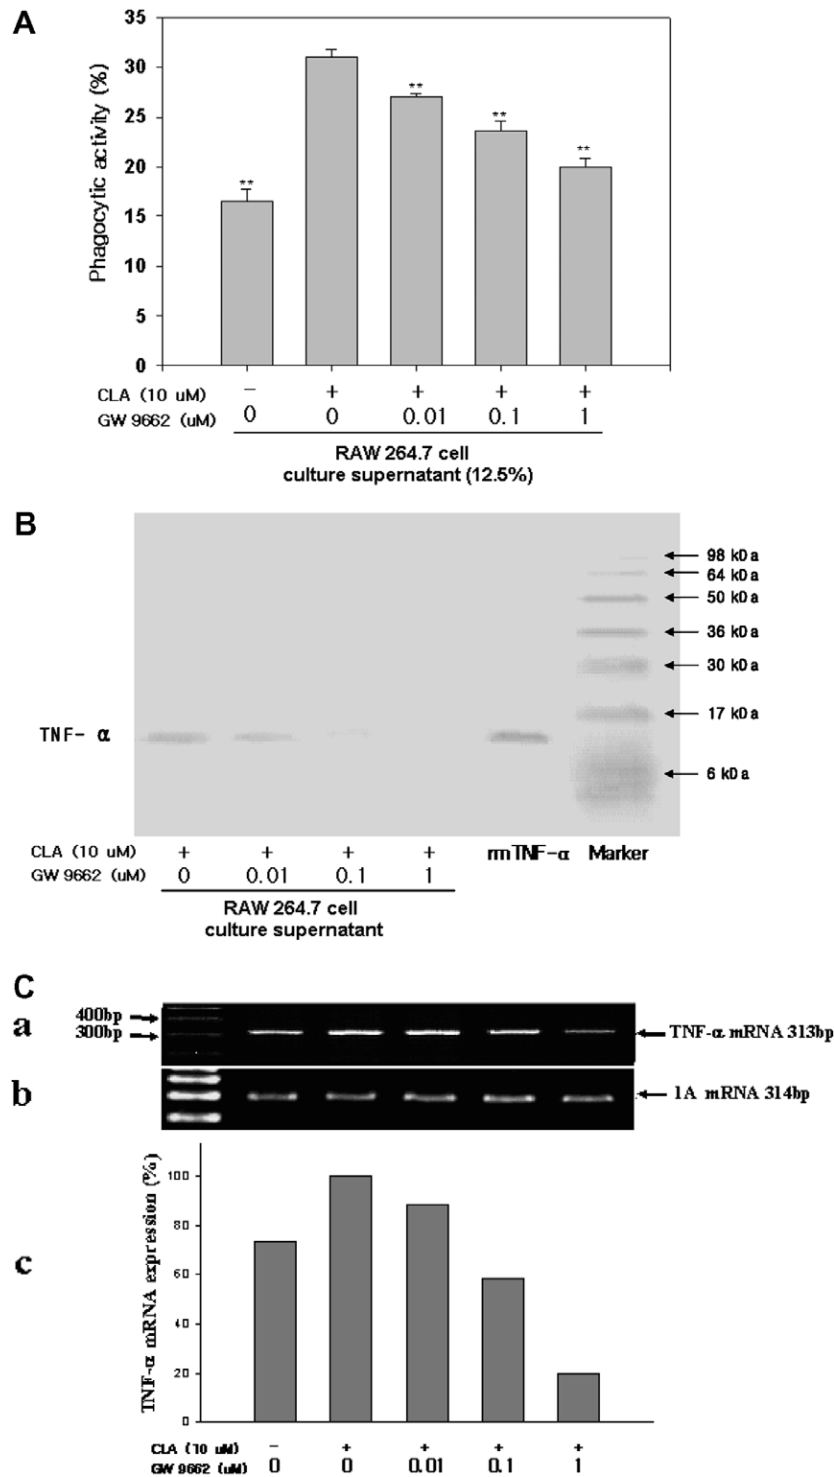 A
Phagocytic activity (%)
35
30
25
20
15
10
5
0
**
**
**
**
CLA (10 uM) − + + + +
GW 9662 (uM) 0 0 0.01 0.1 1
RAW 264.7 cell
culture supernatant (12.5%)
B
98 kDa
64 kDa
50 kDa
36 kDa
30 kDa
17 kDa
6 kDa
TNF- α
CLA (10 uM) + + + + rmTNF-α Marker
GW 9662 (uM) 0 0.01 0.1 1
RAW 264.7 cell
culture supernatant
C
a
400bp
300bp
TNF-α mRNA 313bp
b
1A mRNA 314bp
c
TNF-α mRNA expression (%)
100
80
60
40
20
0
CLA (10 uM) − + + + +
GW 9662 (uM) 0 0 0.01 0.1 1